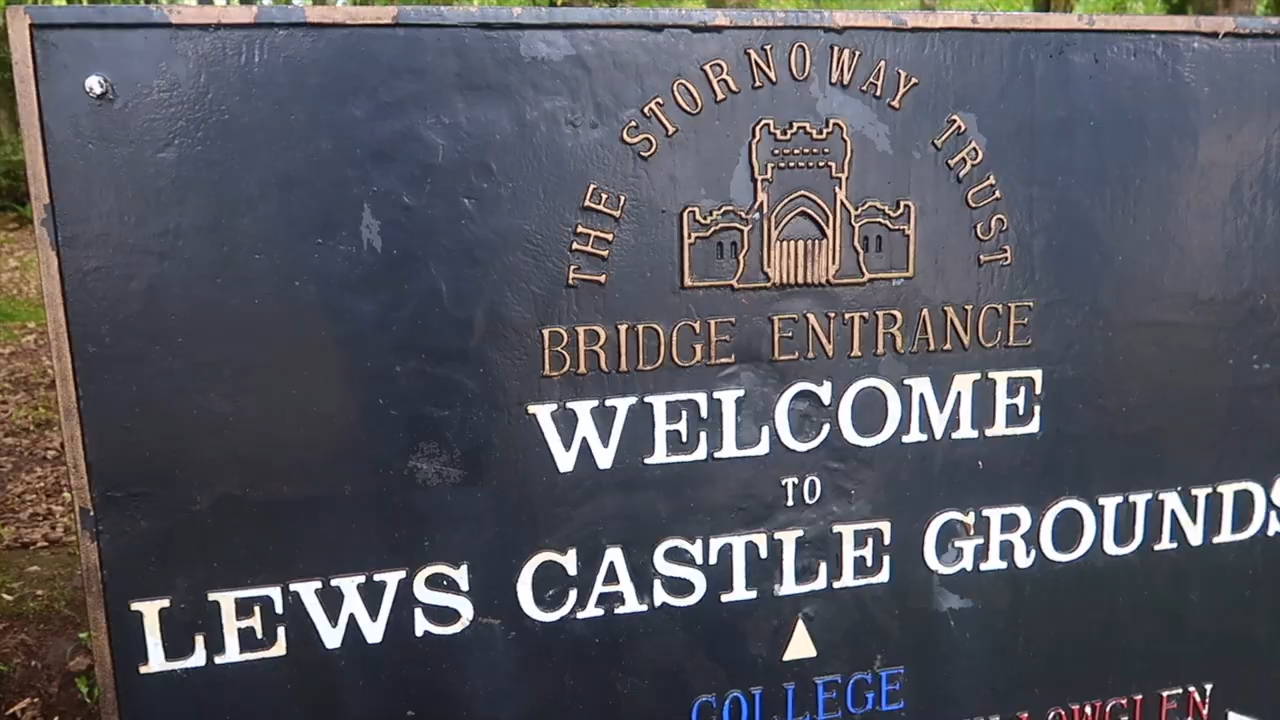 THE STORNOWAY TRUST
BRIDGE ENTRANCE
WELCOME
TO
LEWS CASTLE GROUNDS
COLLEGE